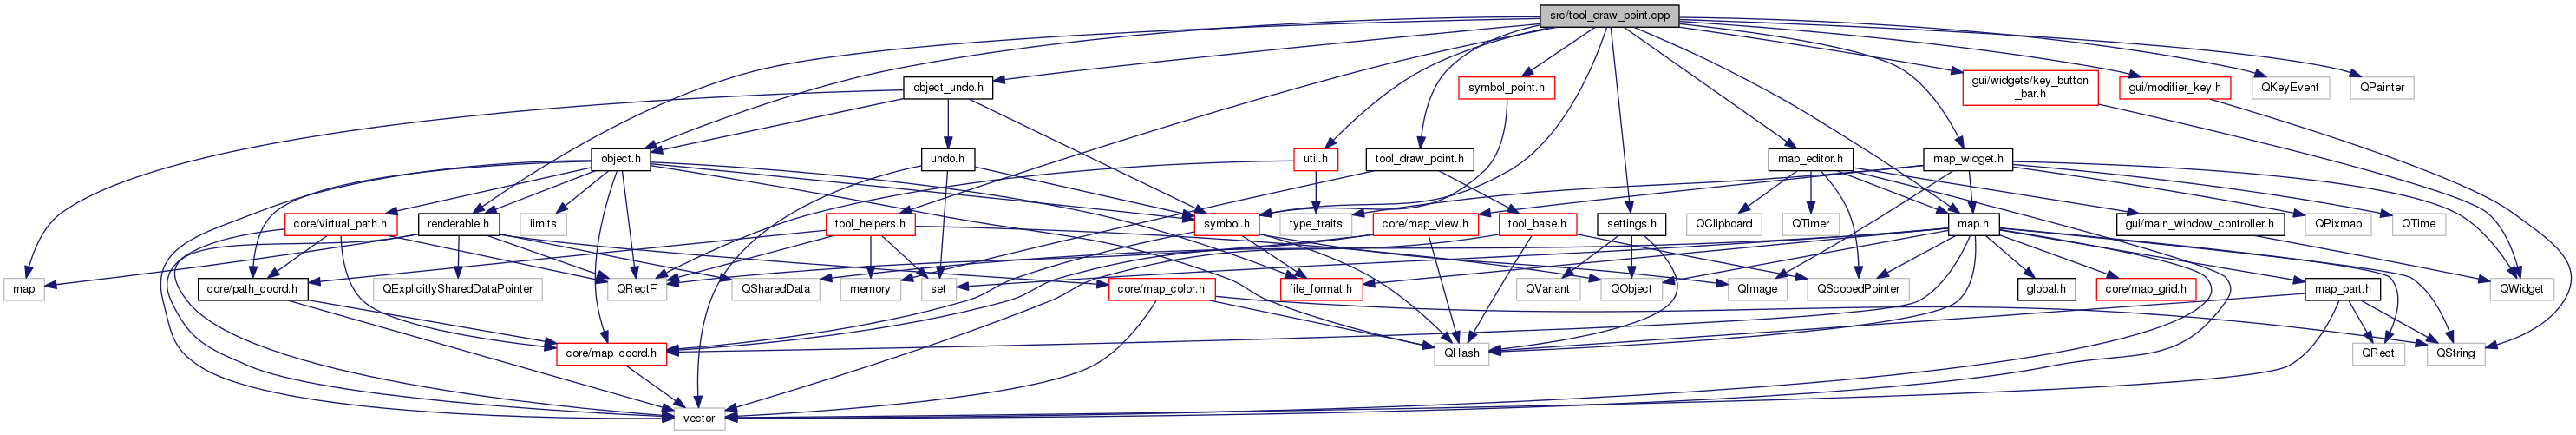 src/tool_draw_point.cpp
object_undo.h
symbol_point.h
gui/widgets/key_button
_bar.h
gui/modifier_key.h
QKeyEvent
QPainter
object.h
undo.h
util.h
tool_draw_point.h
map_editor.h
map_widget.h
core/virtual_path.h
renderable.h
limits
tool_helpers.h
symbol.h
type_traits
core/map_view.h
tool_base.h
settings.h
QClipboard
QTimer
map.h
gui/main_window_controller.h
QPixmap
QTime
map
core/path_coord.h
QExplicitlySharedDataPointer
QRectF
QSharedData
memory
set
core/map_color.h
file_format.h
QVariant
QObject
QImage
QScopedPointer
global.h
core/map_grid.h
map_part.h
QWidget
core/map_coord.h
QHash
QRect
QString
vector